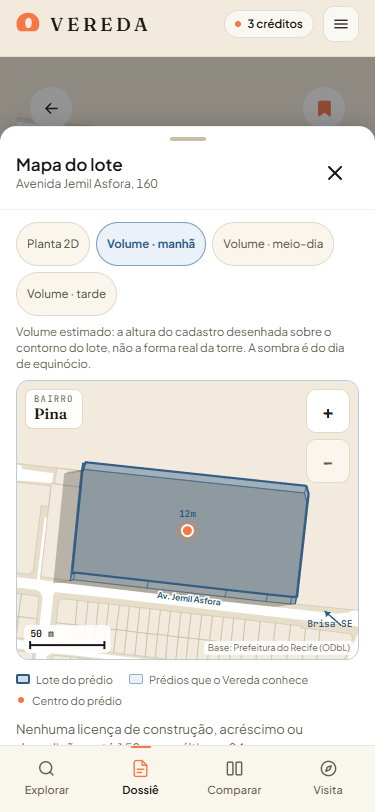 VEREDA
3 créditos
Mapa do lote
Avenida Jemil Asfora, 160
Planta 2D
Volume · manhã
Volume · meio-dia
Volume · tarde
Volume estimado: a altura do cadastro desenhada sobre o
contorno do lote, não a forma real da torre. A sombra é do dia
de equinócio.
BAIRRO
Pina
+
−
12m
Av. Jemil Asfora
Brisa SE
50 m
Base: Prefeitura do Recife (ODbL)
Lote do prédio
Prédios que o Vereda conhece
Centro do prédio
Nenhuma licença de construção, acréscimo ou
Explorar
Dossiê
Comparar
Visita